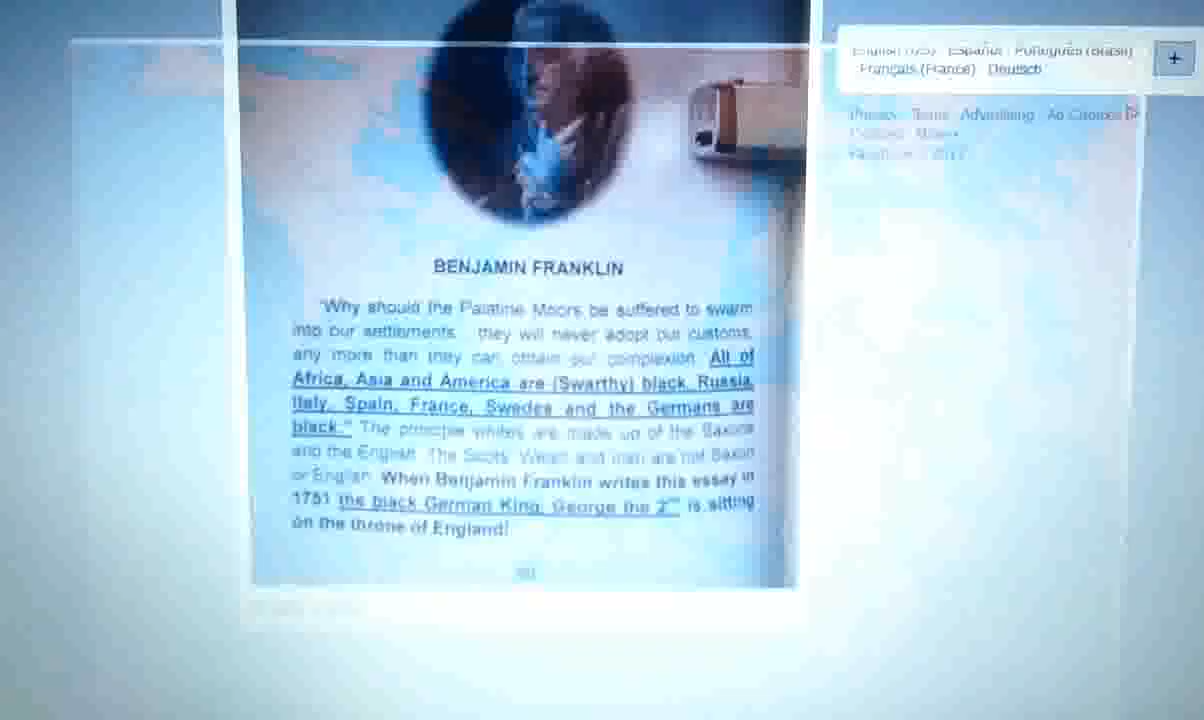 English (US) Español Português (Brasil)
Français (France) Deutsch
+
Privacy Terms Advertising Ad Choices
Cookies
BENJAMIN FRANKLIN
"Why should the Palatine Moors be suffered to swarm
into our settlements they will never adopt our customs,
any more than they can obtain our complexion. All of
Africa, Asia and America are (Swarthy) black. Russia,
Italy, Spain, France, Swedes and the Germans are
black." The principle whites are made up of the Saxons
and the English. The Scots, Welsh and Irish are not Saxon
or English. When Benjamin Franklin writes this essay in
1751 the black German King, George the 2nd is sitting
on the throne of England!